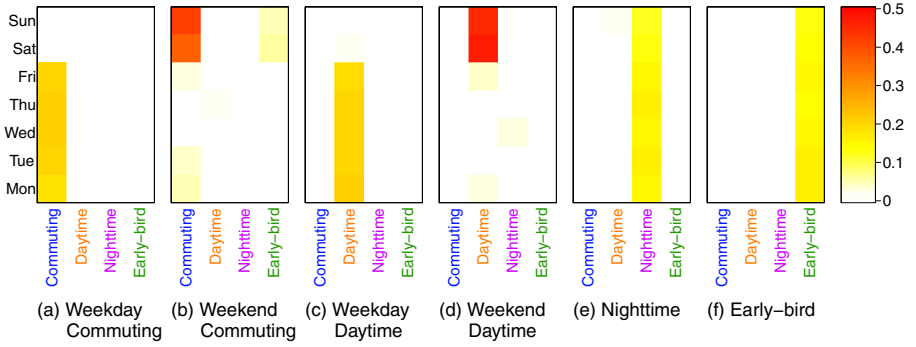 Sun
Sat
Fri
Thu
Wed
Tue
Mon
0.5
0.4
0.3
0.2
0.1
0
Commuting Daytime Nighttime Early−bird
Commuting Daytime Nighttime Early−bird
Commuting Daytime Nighttime Early−bird
Commuting Daytime Nighttime Early−bird
Commuting Daytime Nighttime Early−bird
Commuting Daytime Nighttime Early−bird
(a) Weekday
Commuting
(b) Weekend
Commuting
(c) Weekday
Daytime
(d) Weekend
Daytime
(e) Nighttime
(f) Early−bird